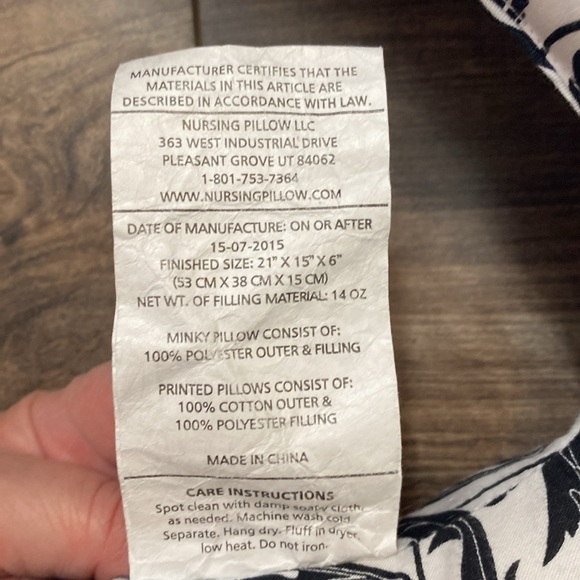 MANUFACTURER CERTIFIES THAT THE
MATERIALS IN THIS ARTICLE ARE
DESCRIBED IN ACCORDANCE WITH LAW.
NURSING PILLOW LLC
363 WEST INDUSTRIAL DRIVE
PLEASANT GROVE UT 84062
1-801-753-7364
WWW.NURSINGPILLOW.COM
DATE OF MANUFACTURE: ON OR AFTER
15-07-2015
FINISHED SIZE: 21" X 15" X 6"
(53 CM X 38 CM X 15 CM)
NET WT. OF FILLING MATERIAL: 14 OZ
MINKY PILLOW CONSIST OF:
100% POLYESTER OUTER & FILLING
PRINTED PILLOWS CONSIST OF:
100% COTTON OUTER &
100% POLYESTER FILLING
MADE IN CHINA
CARE INSTRUCTIONS
Spot clean with damp soapy cloth,
as needed. Machine wash cold.
Separate. Hang dry. Fluff in dryer,
low heat. Do not iron.